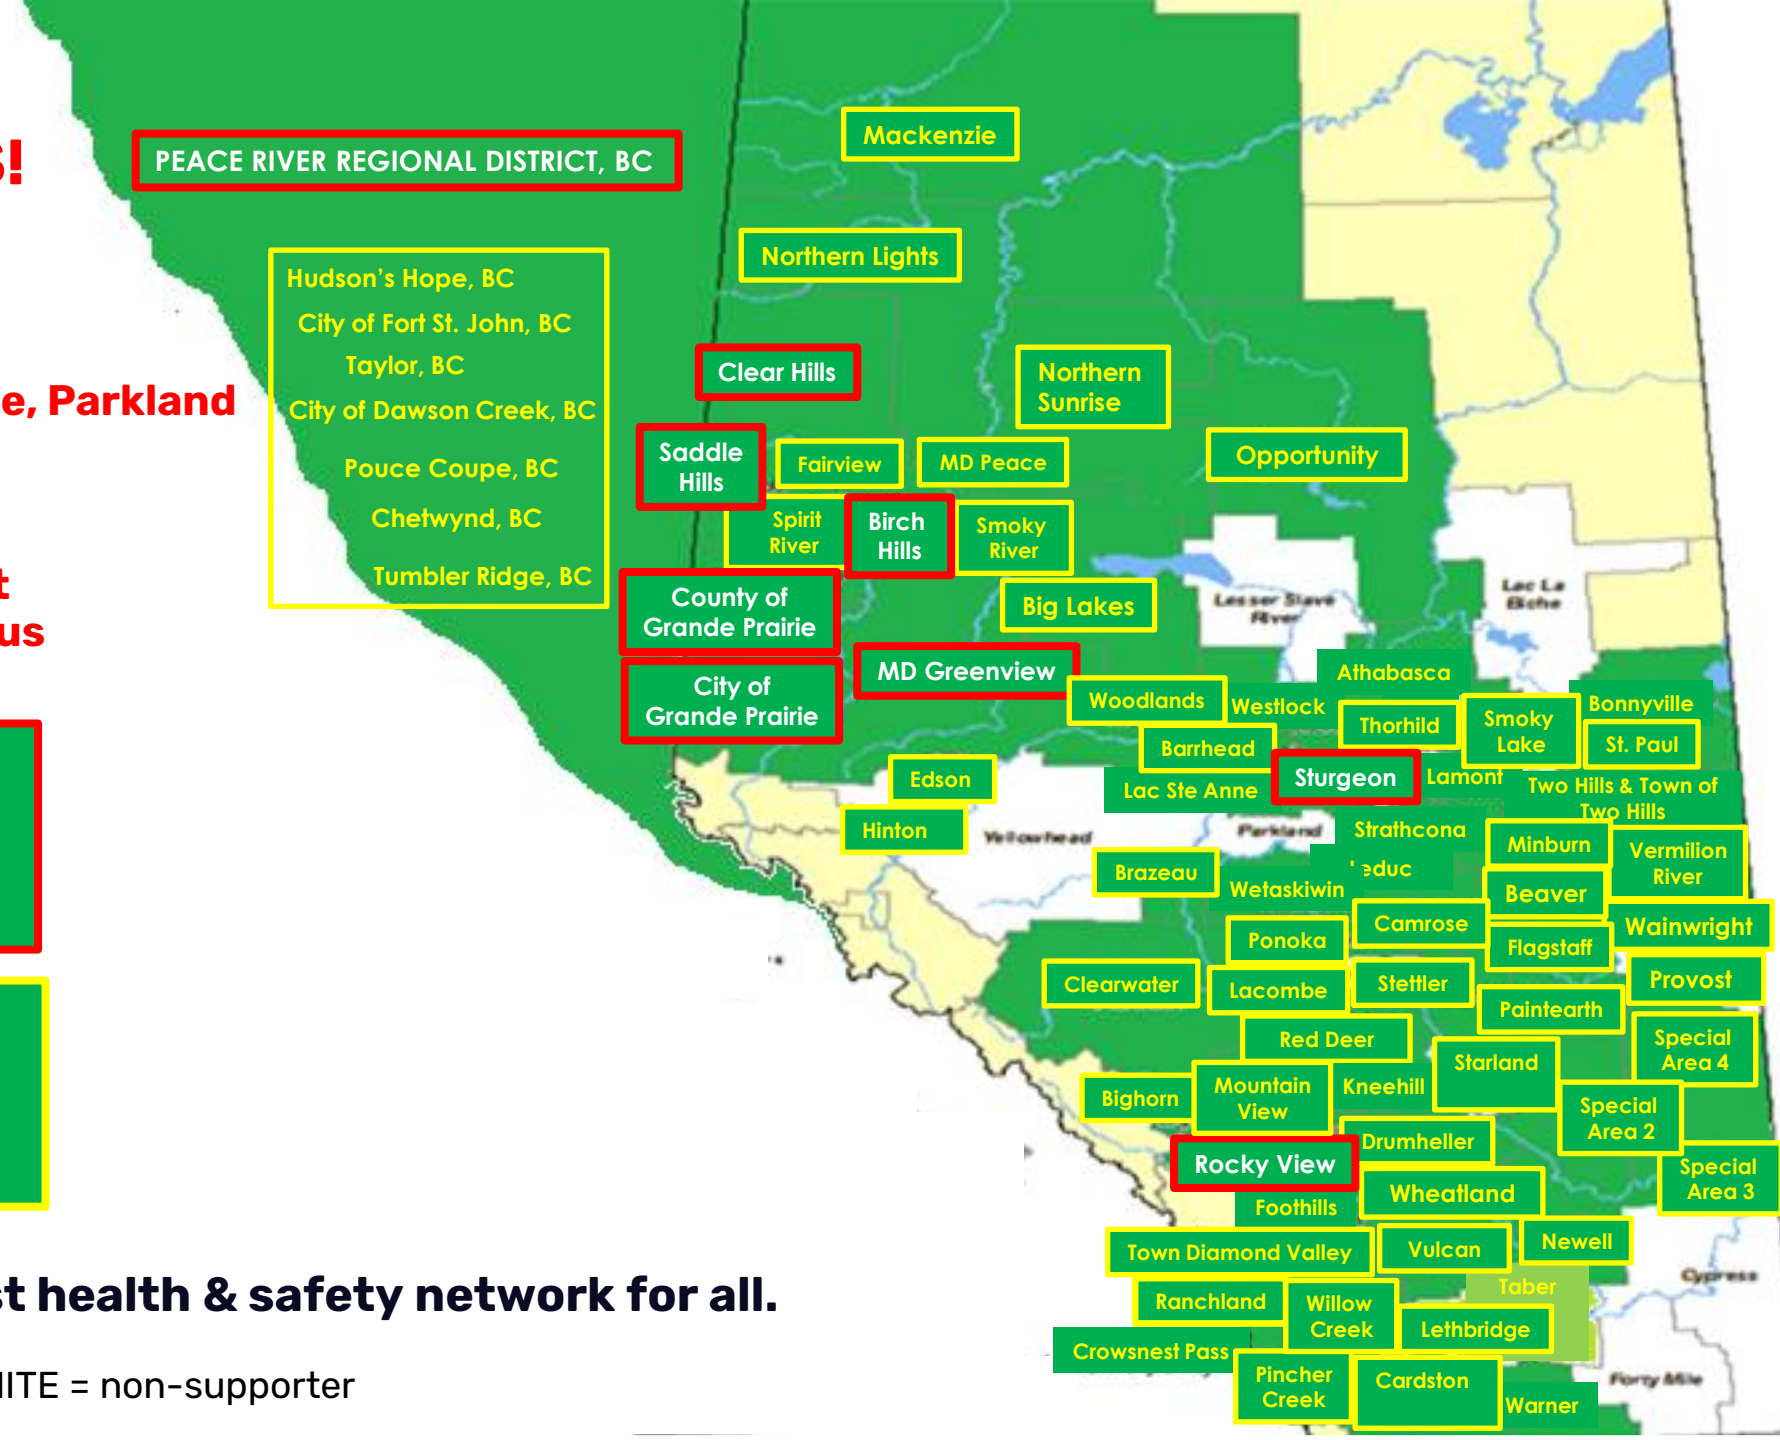 S!
e, Parkland
t
us
st health & safety network for all.
HITE = non-supporter
PEACE RIVER REGIONAL DISTRICT, BC
Hudson's Hope, BC
City of Fort St. John, BC
Taylor, BC
City of Dawson Creek, BC
Pouce Coupe, BC
Chetwynd, BC
Tumbler Ridge, BC
Mackenzie
Northern Lights
Clear Hills
Northern
Sunrise
Saddle
Hills
Fairview
MD Peace
Opportunity
Spirit
River
Birch
Hills
Smoky
River
County of
Grande Prairie
Big Lakes
Lesser Slave
River
Lac La
Biche
City of
Grande Prairie
MD Greenview
Woodlands
Westlock
Athabasca
Thorhild
Smoky
Lake
Bonnyville
St. Paul
Barrhead
Edson
Lac Ste Anne
Sturgeon
Lamont
Two Hills & Town of
Two Hills
Hinton
Yellowhead
Parkland
Strathcona
Minburn
Vermilion
River
Brazeau
Wetaskiwin
educ
Beaver
Ponoka
Camrose
Flagstaff
Wainwright
Clearwater
Lacombe
Stettler
Paintearth
Provost
Red Deer
Starland
Special
Area 4
Bighorn
Mountain
View
Kneehill
Special
Area 2
Rocky View
Drumheller
Special
Area 3
Foothills
Wheatland
Town Diamond Valley
Vulcan
Newell
Ranchland
Willow
Creek
Taber
Lethbridge
Cypress
Crowsnest Pass
Pincher
Creek
Cardston
Warner
Forty Mile